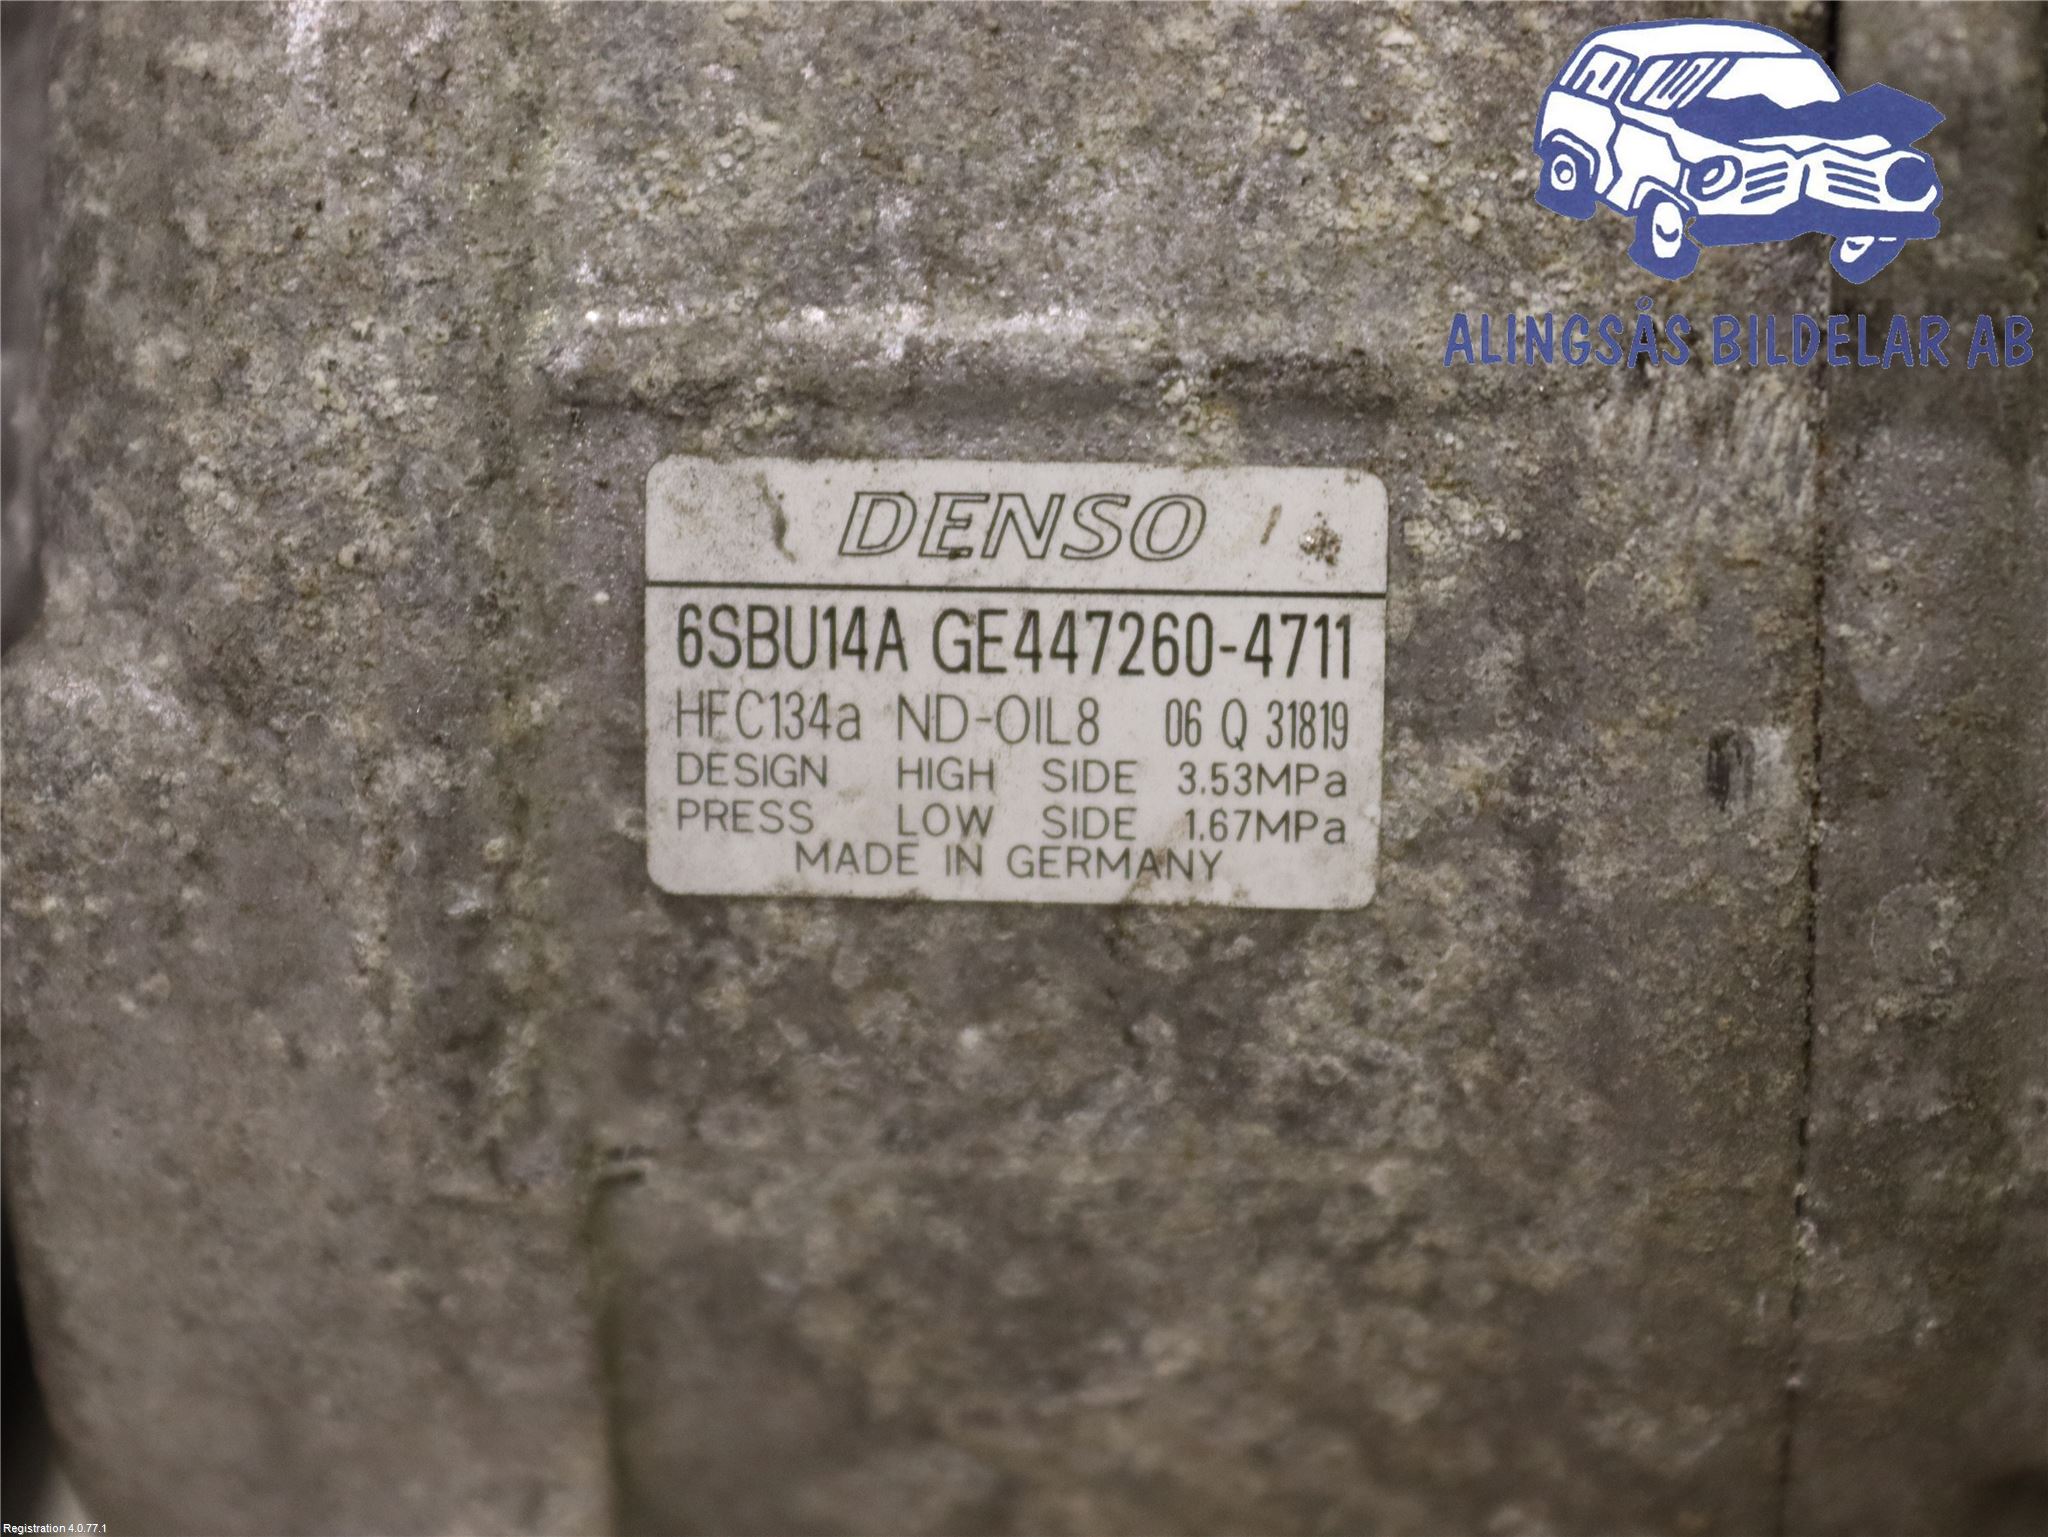 ALINGSÅS BILDELAR AB
DENSO
6SBU14A GE447260-4711
HFC134a ND-OIL8 06 Q 31819
DESIGN HIGH SIDE 3.53MPa
PRESS LOW SIDE 1.67MPa
MADE IN GERMANY
Registration 4.0.77.1